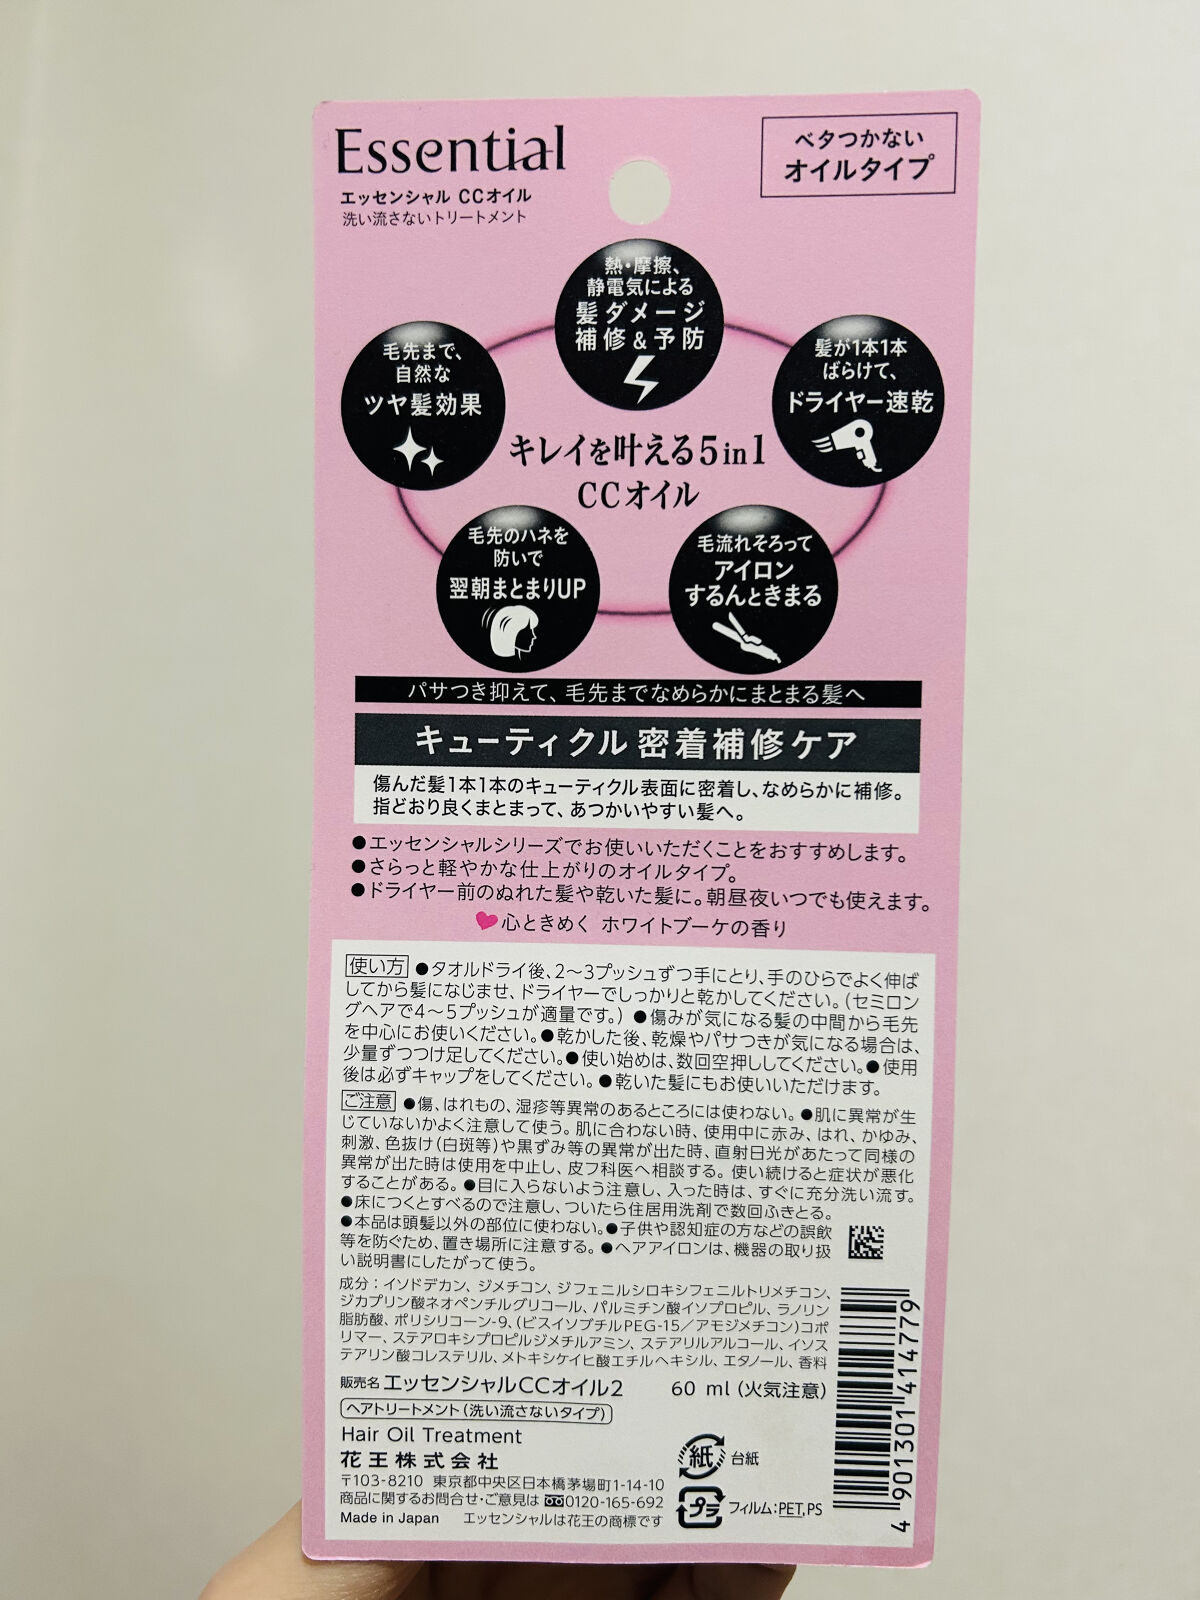 Essential
エッセンシャル CCオイル
洗い流さないトリートメント
ベタつかない
オイルタイプ
熱・摩擦、
静電気による
髪ダメージ
補修&予防
毛先まで、
自然な
ツヤ髪効果
髪が1本1本
ばらけて、
ドライヤー速乾
キレイを叶える5in1
CCオイル
毛先のハネを
防いで
翌朝まとまりUP
毛流れそろって
アイロン
するんときまる
パサつき抑えて、毛先までなめらかにまとまる髪へ
キューティクル密着補修ケア
傷んだ髪1本1本のキューティクル表面に密着し、なめらかに補修。
指どおり良くまとまって、あつかいやすい髪へ。
●エッセンシャルシリーズでお使いいただくことをおすすめします。
●さらっと軽やかな仕上がりのオイルタイプ。
●ドライヤー前のぬれた髪や乾いた髪に。朝昼夜いつでも使えます。
心ときめく ホワイトブーケの香り
使い方 ●タオルドライ後、2〜3プッシュずつ手にとり、手のひらでよく伸ば
してから髪になじませ、ドライヤーでしっかりと乾かしてください。(セミロン
グヘアで4〜5プッシュが適量です。) ●傷みが気になる髪の中間から毛先
を中心にお使いください。●乾かした後、乾燥やパサつきが気になる場合は、
少量ずつつけ足してください。●使い始めは、数回空押ししてください。●使用
後は必ずキャップをしてください。●乾いた髪にもお使いいただけます。
ご注意 ●傷、はれもの、湿疹等異常のあるところには使わない。●肌に異常が生
じていないかよく注意して使う。肌に合わない時、使用中に赤み、はれ、かゆみ、
刺激、色抜け(白斑等)や黒ずみ等の異常が出た時、直射日光があたって同様の
異常が出た時は使用を中止し、皮フ科医へ相談する。使い続けると症状が悪化
することがある。●目に入らないよう注意し、入った時は、すぐに充分洗い流す。
●床につくとすべるので注意し、ついたら住居用洗剤で数回ふきとる。
●本品は頭髪以外の部位に使わない。●子供や認知症の方などの誤飲
等を防ぐため、置き場所に注意する。●ヘアアイロンは、機器の取り扱
い説明書にしたがって使う。
成分:イソドデカン、ジメチコン、ジフェニルシロキシフェニルトリメチコン、
ジカプリン酸ネオペンチルグリコール、パルミチン酸イソプロピル、ラノリン
脂肪酸、ポリシリコーン-9、(ビスイソブチルPEG-15/アモジメチコン)コポ
リマー、ステアロキシプロピルジメチルアミン、ステアリルアルコール、イソス
テアリン酸コレステリル、メトキシケイヒ酸エチルヘキシル、エタノール、香料
販売名 エッセンシャルCCオイル2 60 ml (火気注意)
ヘアトリートメント(洗い流さないタイプ)
Hair Oil Treatment
花王株式会社
〒103-8210 東京都中央区日本橋茅場町1-14-10
商品に関するお問合せ・ご意見は 0120-165-692
Made in Japan エッセンシャルは花王の商標です
紙 台紙
プラ フィルム:PET,PS
4 901301 414779